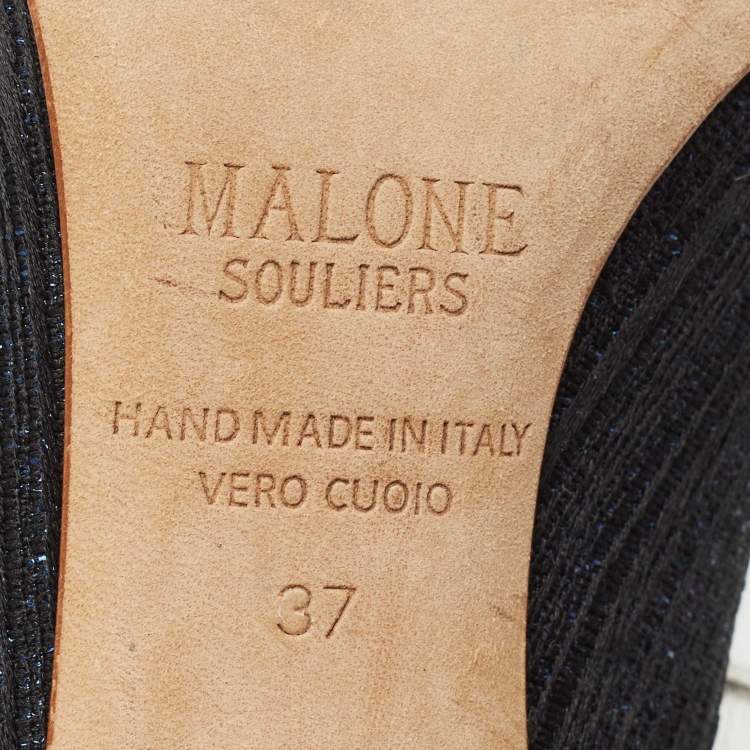 MALONE
SOULIERS
HAND MADE IN ITALY
VERO CUOIO
37